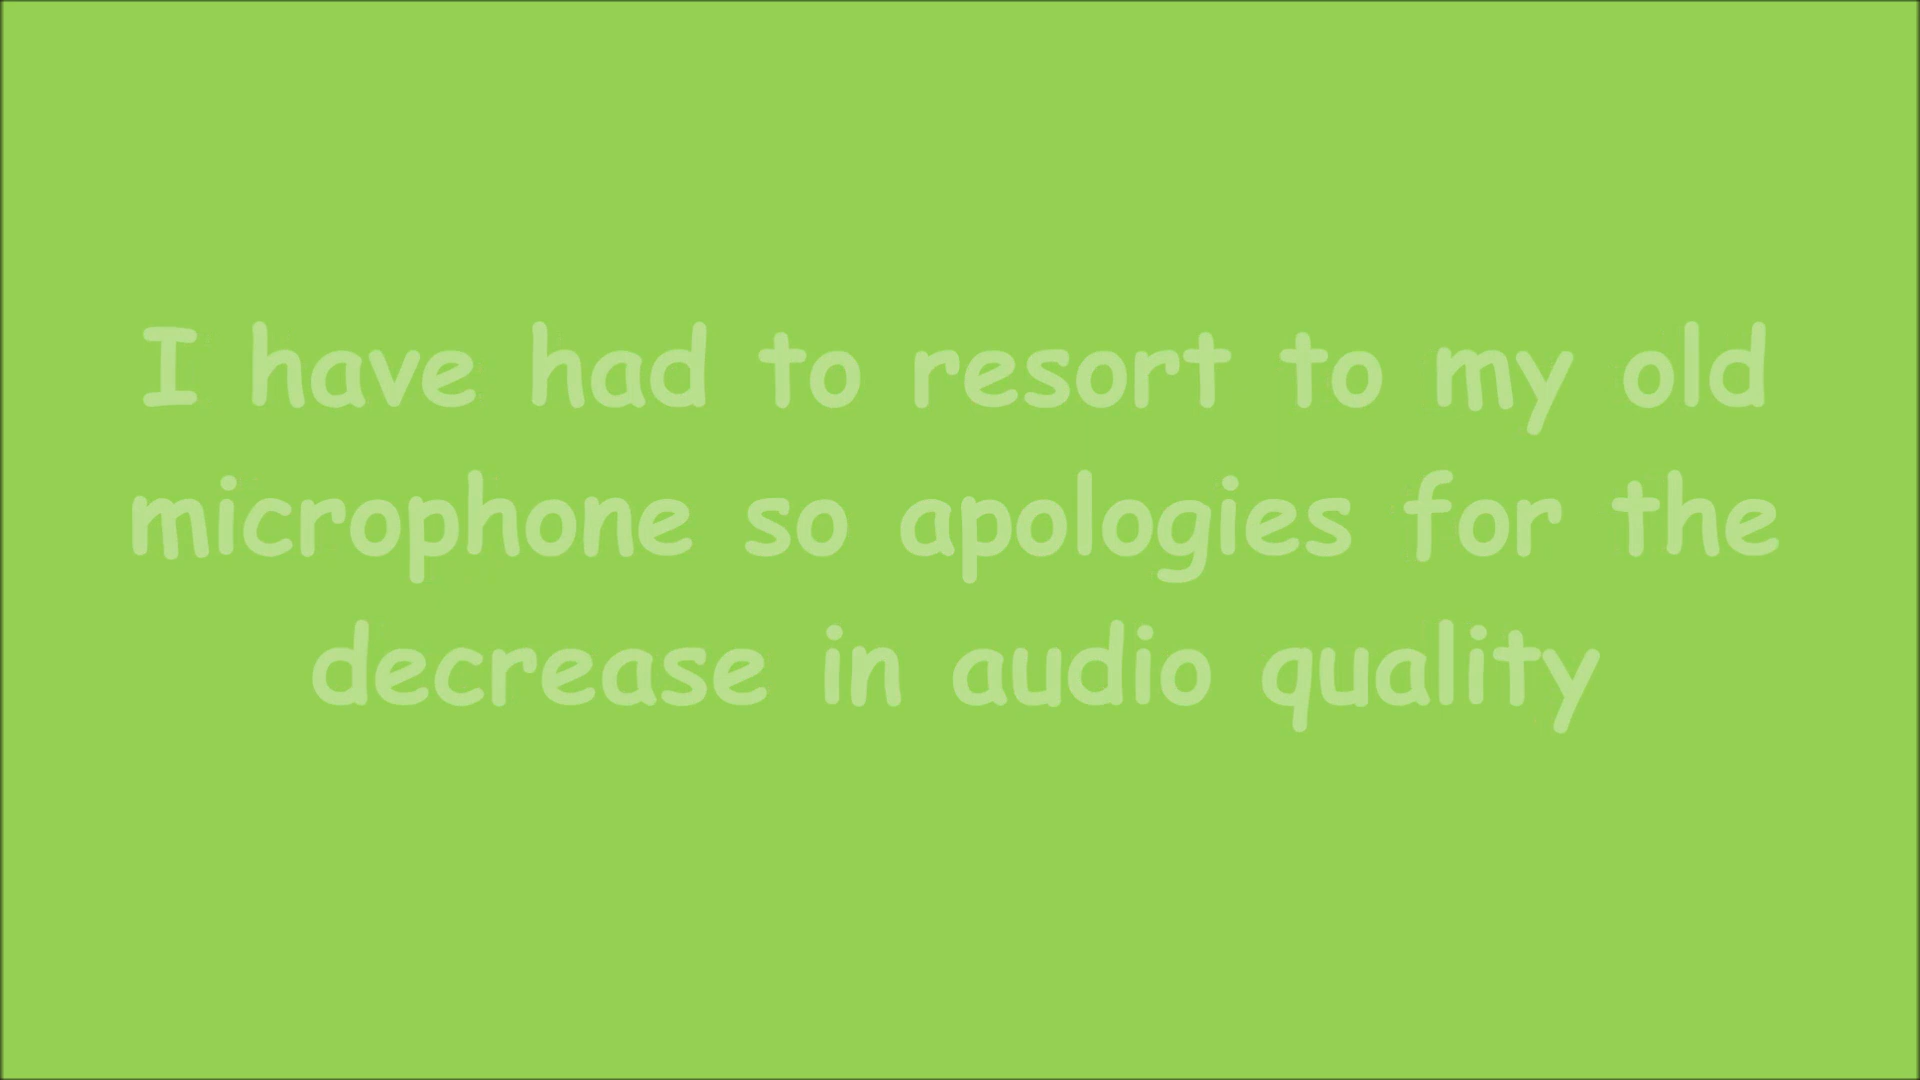 I have had to resort to my old
microphone so apologies for the
decrease in audio quality